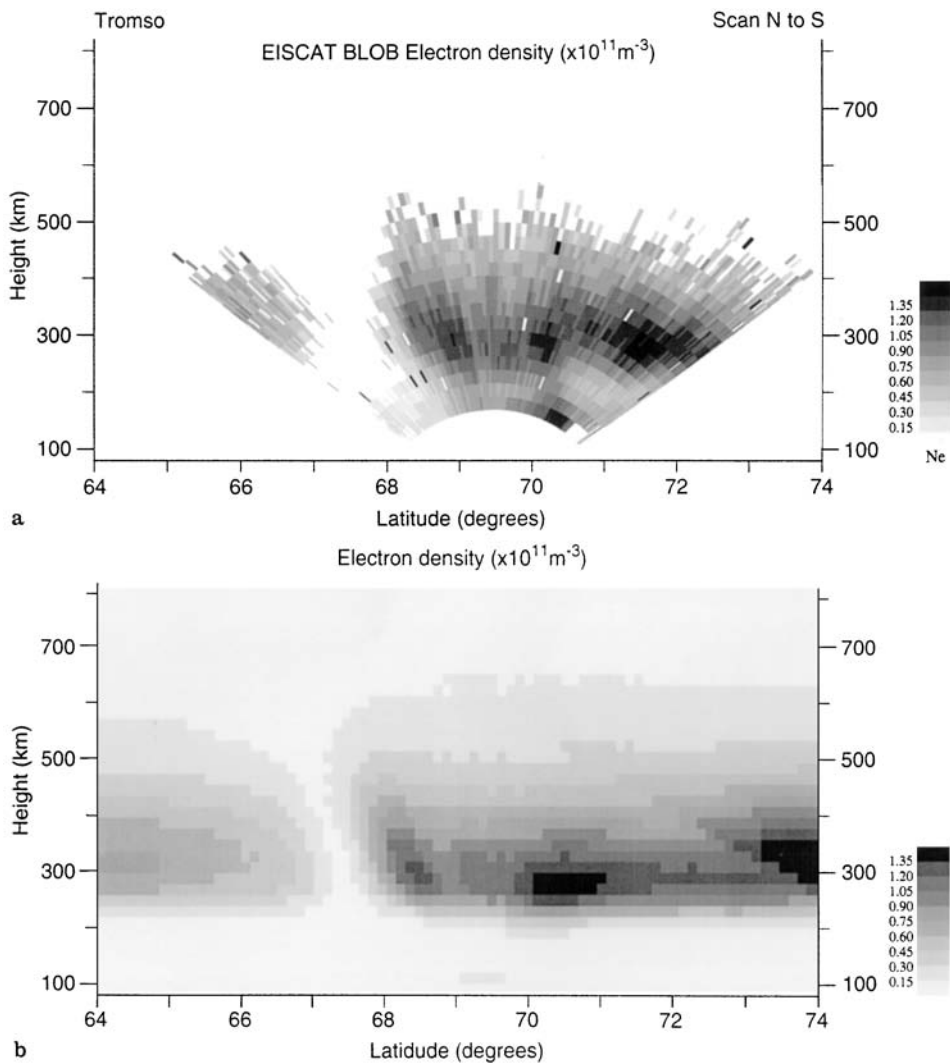 Tromso Scan N to S
EISCAT BLOB Electron density (x10¹¹m⁻³)
Height (km)
700
500
300
100
700
500
300
100
64 66 68 70 72 74
Latitude (degrees)
1.35
1.20
1.05
0.90
0.75
0.60
0.45
0.30
0.15
Ne
a
Electron density (x10¹¹m⁻³)
Height (km)
700
500
300
100
700
500
300
100
64 66 68 70 72 74
Latidude (degrees)
1.35
1.20
1.05
0.90
0.75
0.60
0.45
0.30
0.15
b